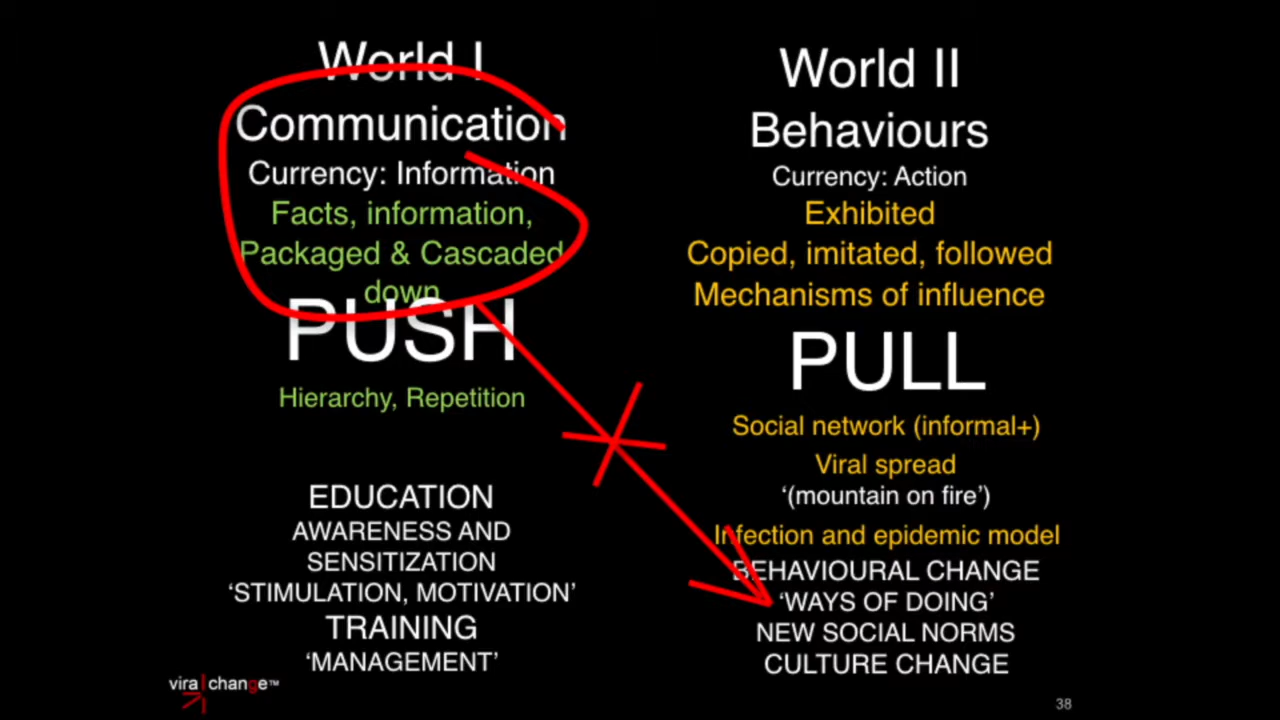 World I
Communication
Currency: Information
Facts, information,
Packaged & Cascaded
down
PUSH
Hierarchy, Repetition
EDUCATION
AWARENESS AND
SENSITIZATION
‘STIMULATION, MOTIVATION’
TRAINING
‘MANAGEMENT’
World II
Behaviours
Currency: Action
Exhibited
Copied, imitated, followed
Mechanisms of influence
PULL
Social network (informal+)
Viral spread
‘(mountain on fire’)
Infection and epidemic model
BEHAVIOURAL CHANGE
‘WAYS OF DOING’
NEW SOCIAL NORMS
CULTURE CHANGE
viral change™
38